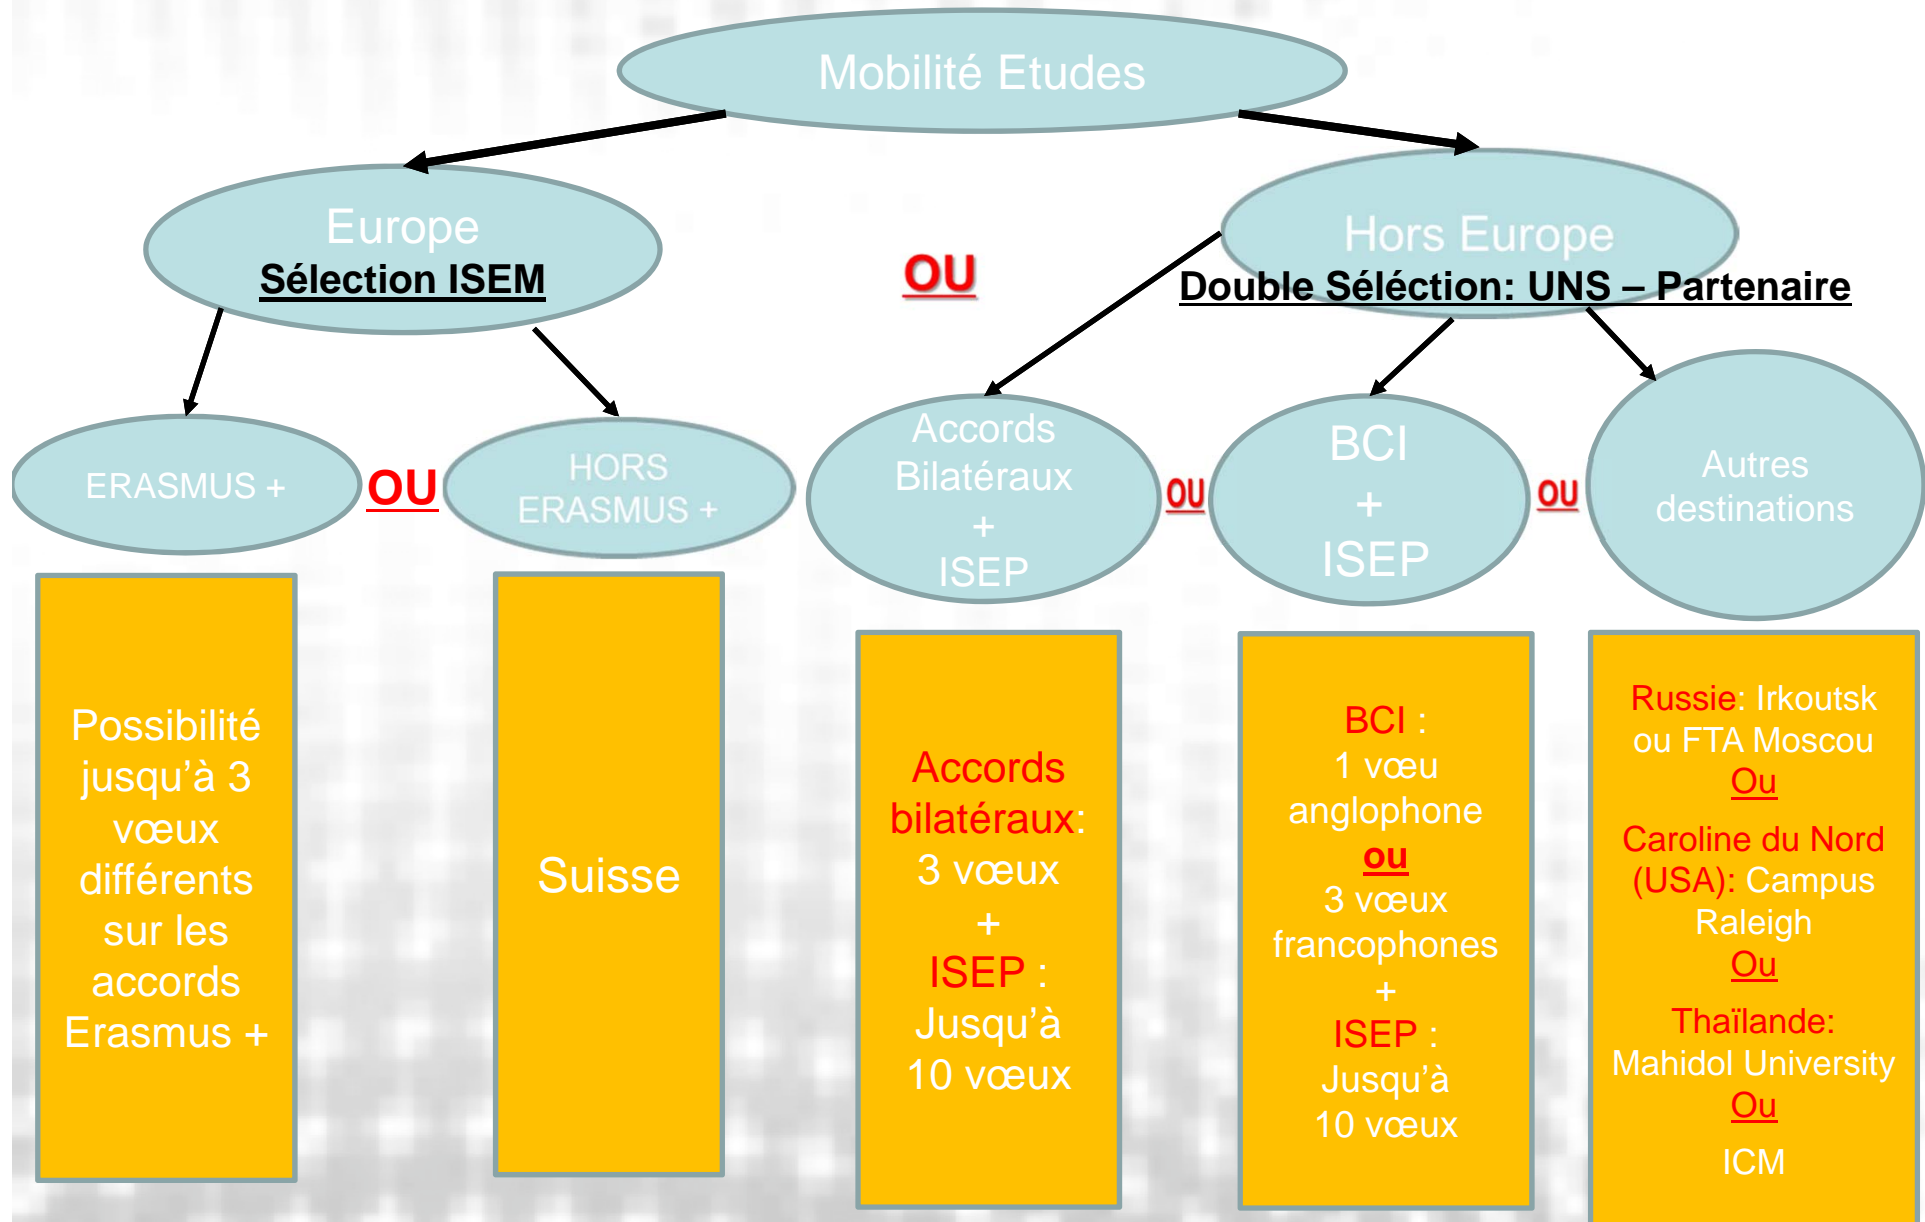 Mobilité Etudes
Europe
Sélection ISEM
OU
Hors Europe
Double Séléction: UNS – Partenaire
ERASMUS +
OU
HORS
ERASMUS +
Accords
Bilatéraux
+
ISEP
OU
BCI
+
ISEP
OU
Autres
destinations
Possibilité
jusqu’à 3
vœux
différents
sur les
accords
Erasmus +
Suisse
Accords
bilatéraux:
3 vœux
+
ISEP :
Jusqu’à
10 vœux
BCI :
1 vœu
anglophone
ou
3 vœux
francophones
+
ISEP :
Jusqu’à
10 vœux
Russie: Irkoutsk
ou FTA Moscou
Ou
Caroline du Nord
(USA): Campus
Raleigh
Ou
Thaïlande:
Mahidol University
Ou
ICM